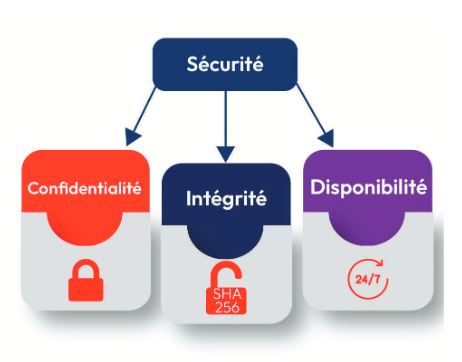 Sécurité
Confidentialité
Intégrité
Disponibilité
SHA
256
24/7